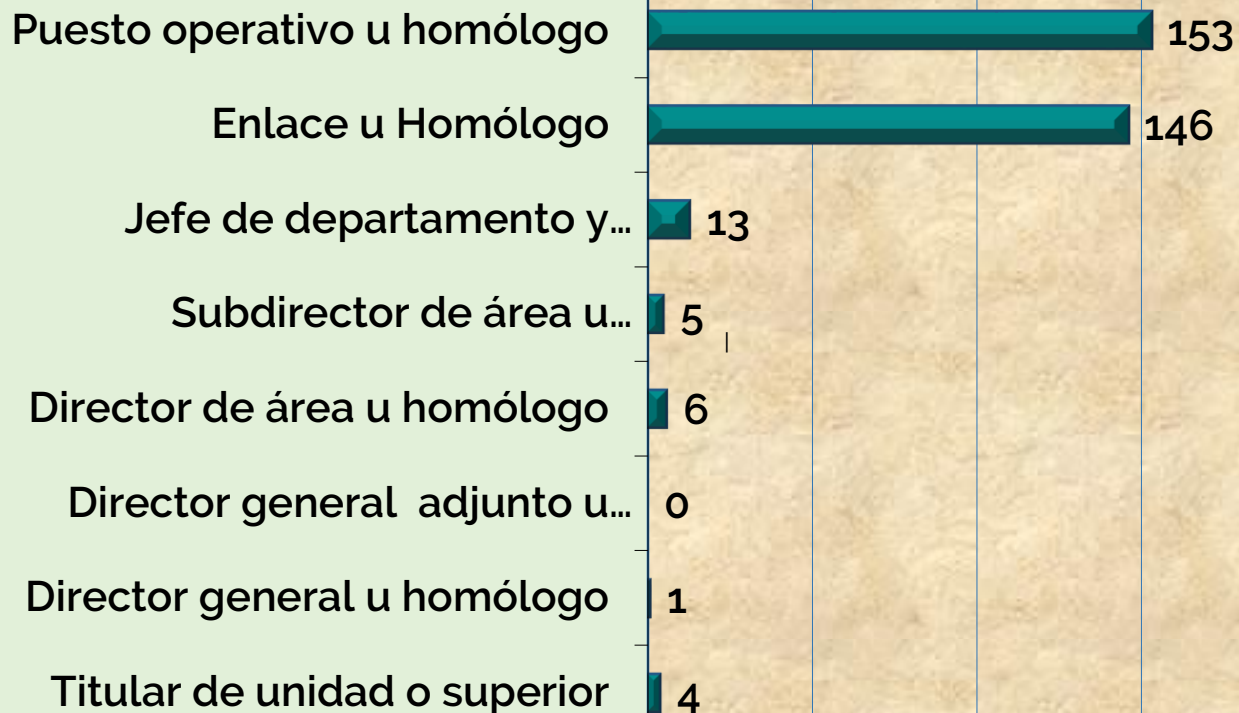 Puesto operativo u homólogo 153
Enlace u Homólogo 146
Jefe de departamento y… 13
Subdirector de área u… 5
Director de área u homólogo 6
Director general  adjunto u… 0
Director general u homólogo 1
Titular de unidad o superior 4